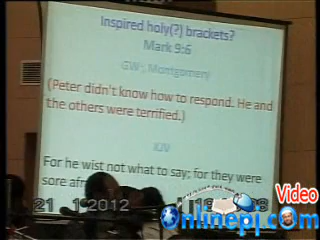 Inspired holy(?) brackets?
Mark 9:6
GW , Montgomery
(Peter didn't know how to respond. He and
the others were terrified.)
KJV
For he wist not what to say; for they were
sore
21 1 2012
Video
Onlinepj.com